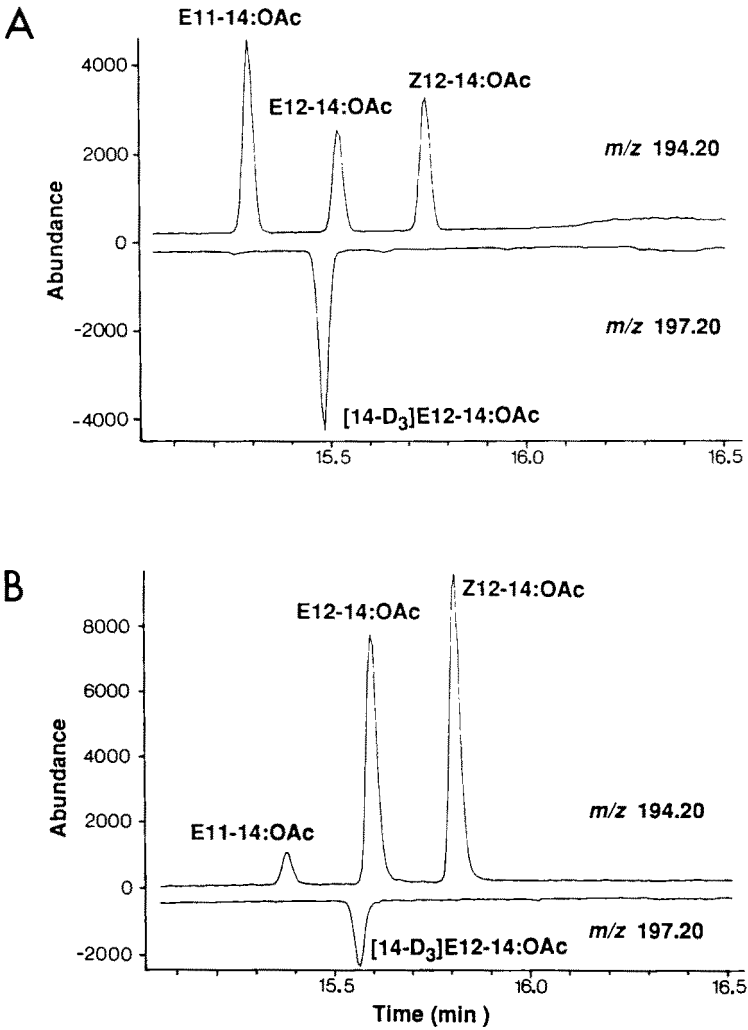 A
E11-14:OAc
Z12-14:OAc
E12-14:OAc
4000
2000
0
-2000
-4000
Abundance
m/z 194.20
m/z 197.20
[14-D3]E12-14:OAc
15.5
16.0
16.5
B
Z12-14:OAc
E12-14:OAc
8000
6000
4000
2000
0
-2000
Abundance
E11-14:OAc
m/z 194.20
m/z 197.20
[14-D3]E12-14:OAc
15.5
16.0
16.5
Time (min )